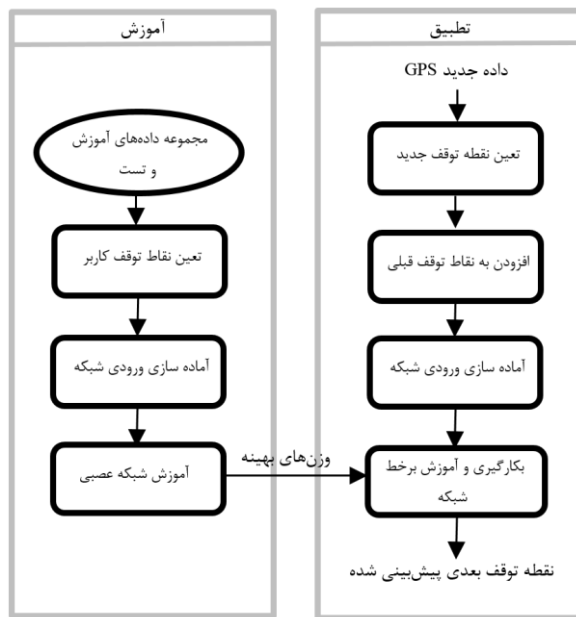 آموزش
مجموعه داده‌های آموزش
و تست
تعین نقاط توقف کاربر
آماده سازی ورودی شبکه
آموزش شبکه عصبی
وزن‌های بهینه
تطبیق
داده جدید GPS
تعین نقطه توقف جدید
افزودن به نقاط توقف قبلی
آماده سازی ورودی شبکه
بکارگیری و آموزش برخط
شبکه
نقطه توقف بعدی پیش‌بینی شده